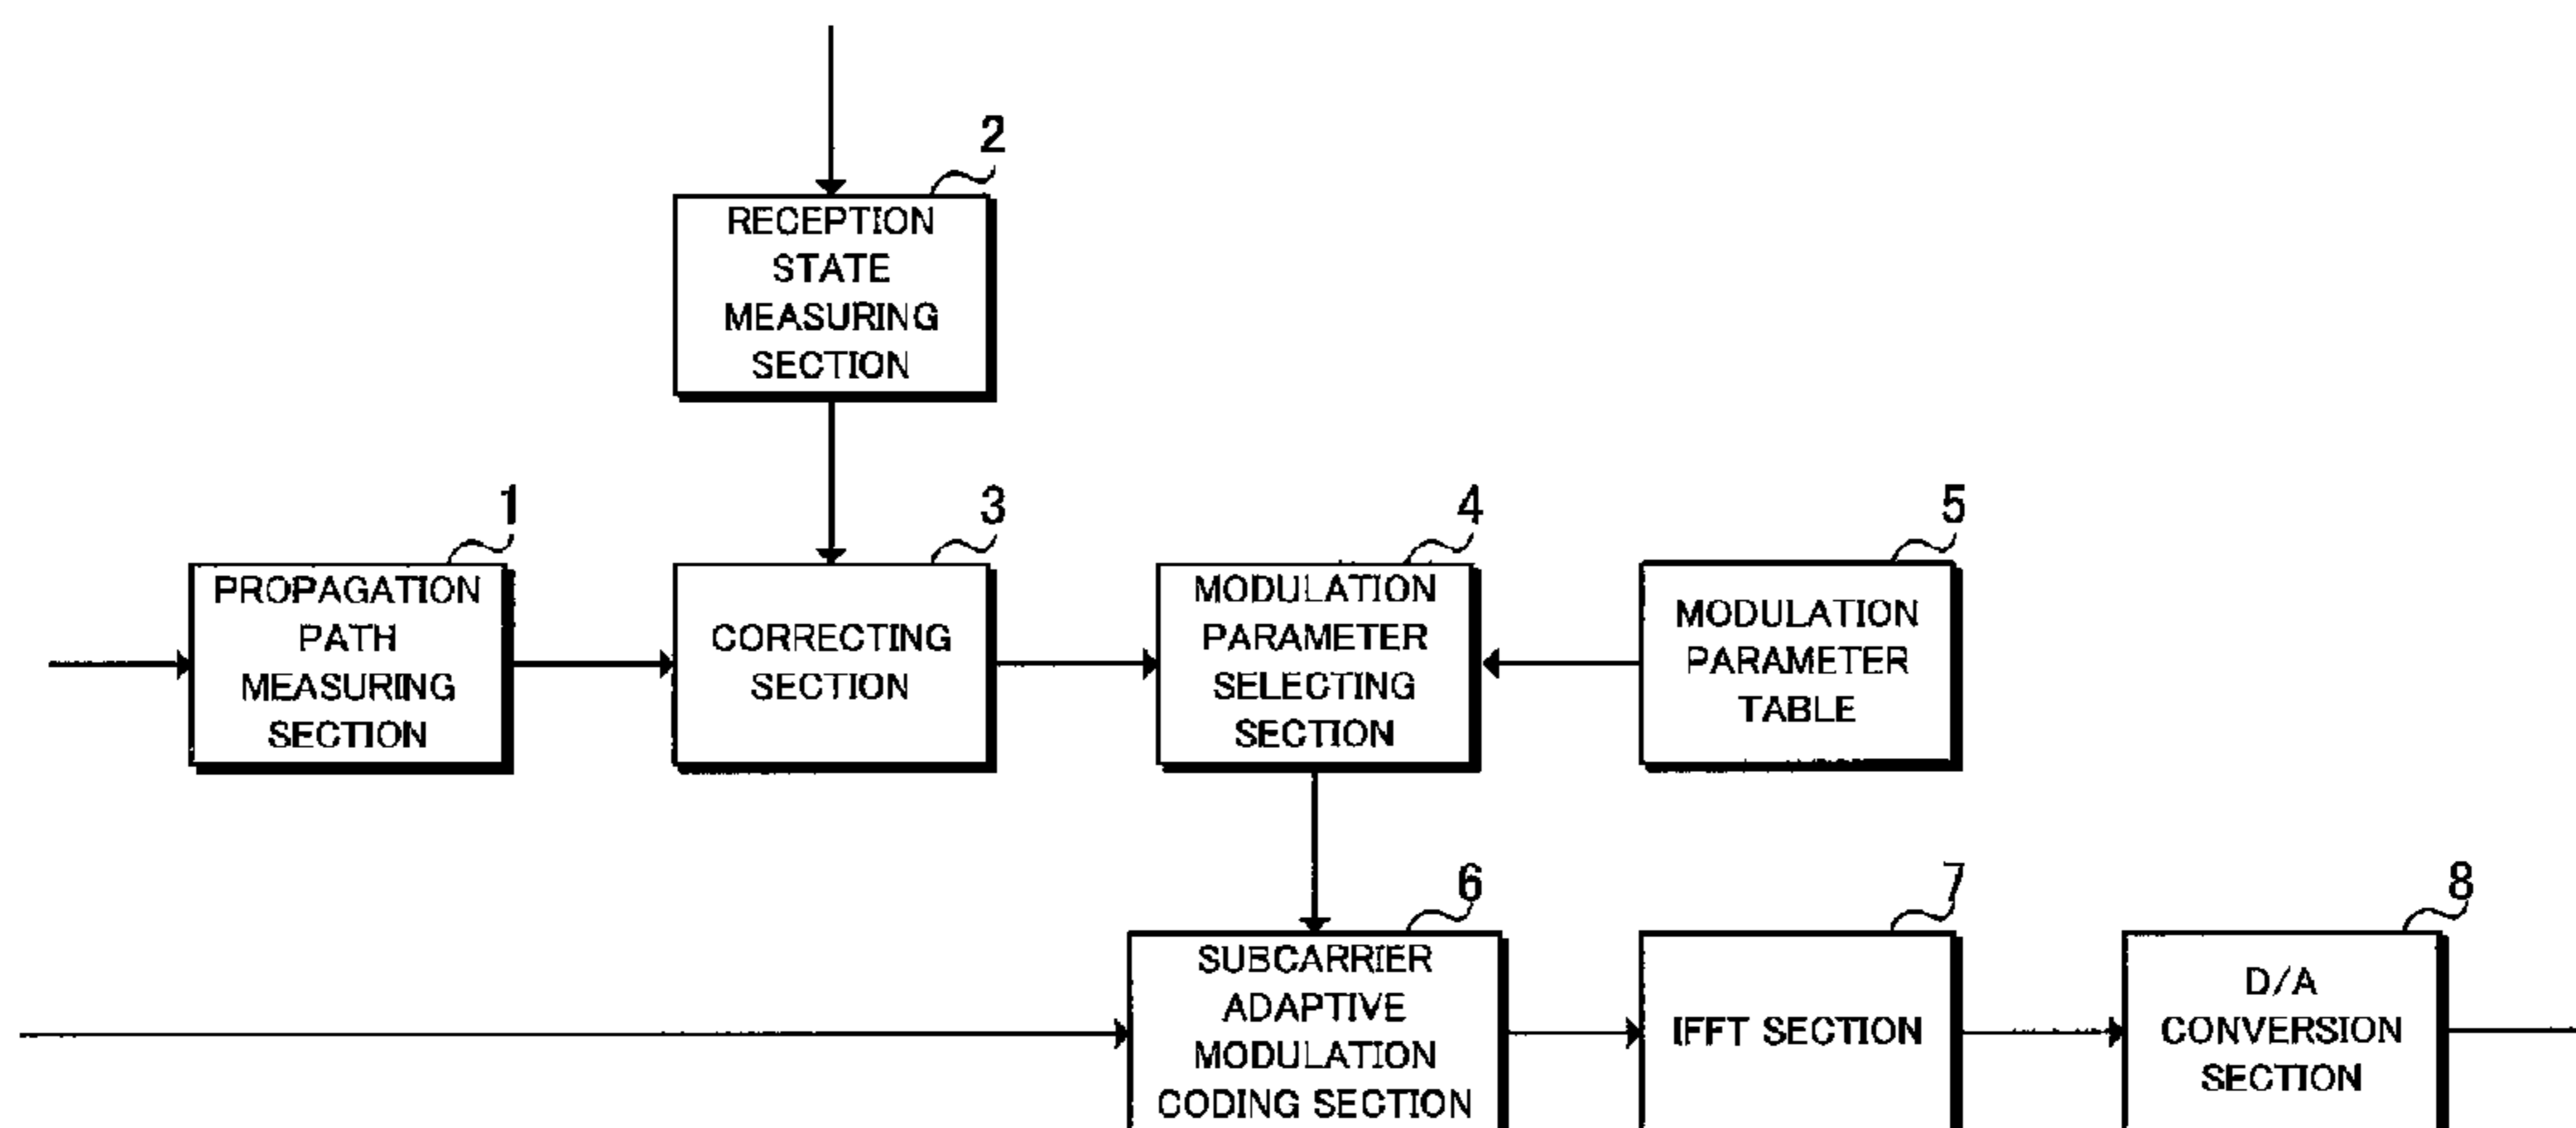 2
RECEPTION
STATE
MEASURING
SECTION
1
PROPAGATION
PATH
MEASURING
SECTION
3
CORRECTING
SECTION
4
MODULATION
PARAMETER
SELECTING
SECTION
5
MODULATION
PARAMETER
TABLE
6
SUBCARRIER
ADAPTIVE
MODULATION
CODING SECTION
7
IFFT SECTION
8
D/A
CONVERSION
SECTION